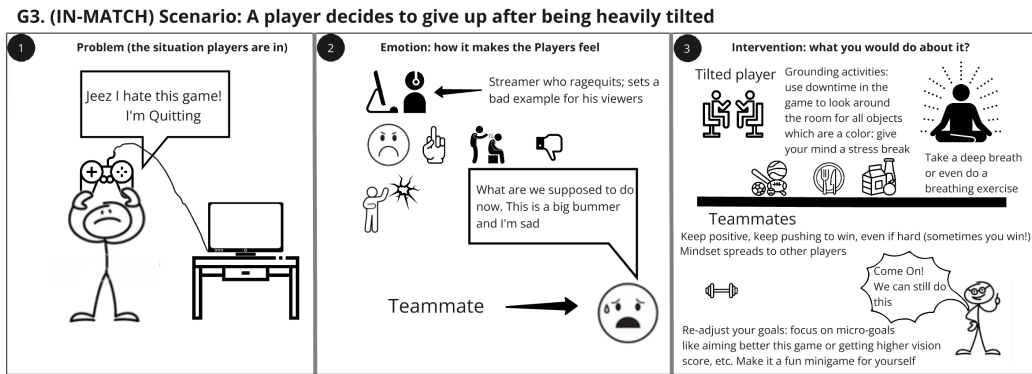 G3. (IN-MATCH) Scenario: A player decides to give up after being heavily tilted
1
Problem (the situation players are in)
Jeez I hate this game!
I'm Quitting
2
Emotion: how it makes the Players feel
Streamer who ragequits; sets a
bad example for his viewers
What are we supposed to do
now. This is a big bummer
and I'm sad
Teammate
3
Intervention: what you would do about it?
Tilted player
Grounding activities:
use downtime in the
game to look around
the room for all objects
which are a color: give
your mind a stress break
Take a deep breath
or even do a
breathing exercise
Teammates
Keep positive, keep pushing to win, even if hard (sometimes you win!)
Mindset spreads to other players
Come On!
We can still do
this
Re-adjust your goals: focus on micro-goals
like aiming better this game or getting higher vision
score, etc. Make it a fun minigame for yourself